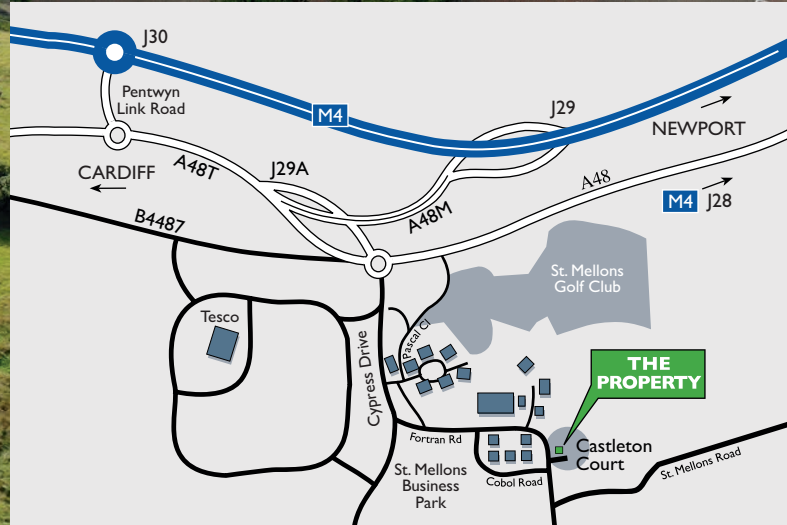 J30
Pentwyn
Link Road
M4
J29
NEWPORT
CARDIFF
A48T
J29A
A48M
A48
M4 J28
B4487
St. Mellons
Golf Club
Tesco
Pascal Cl
Cypress Drive
THE
PROPERTY
Fortran Rd
Castleton
Court
St. Mellons
Business
Park
Cobol Road
St. Mellons Road